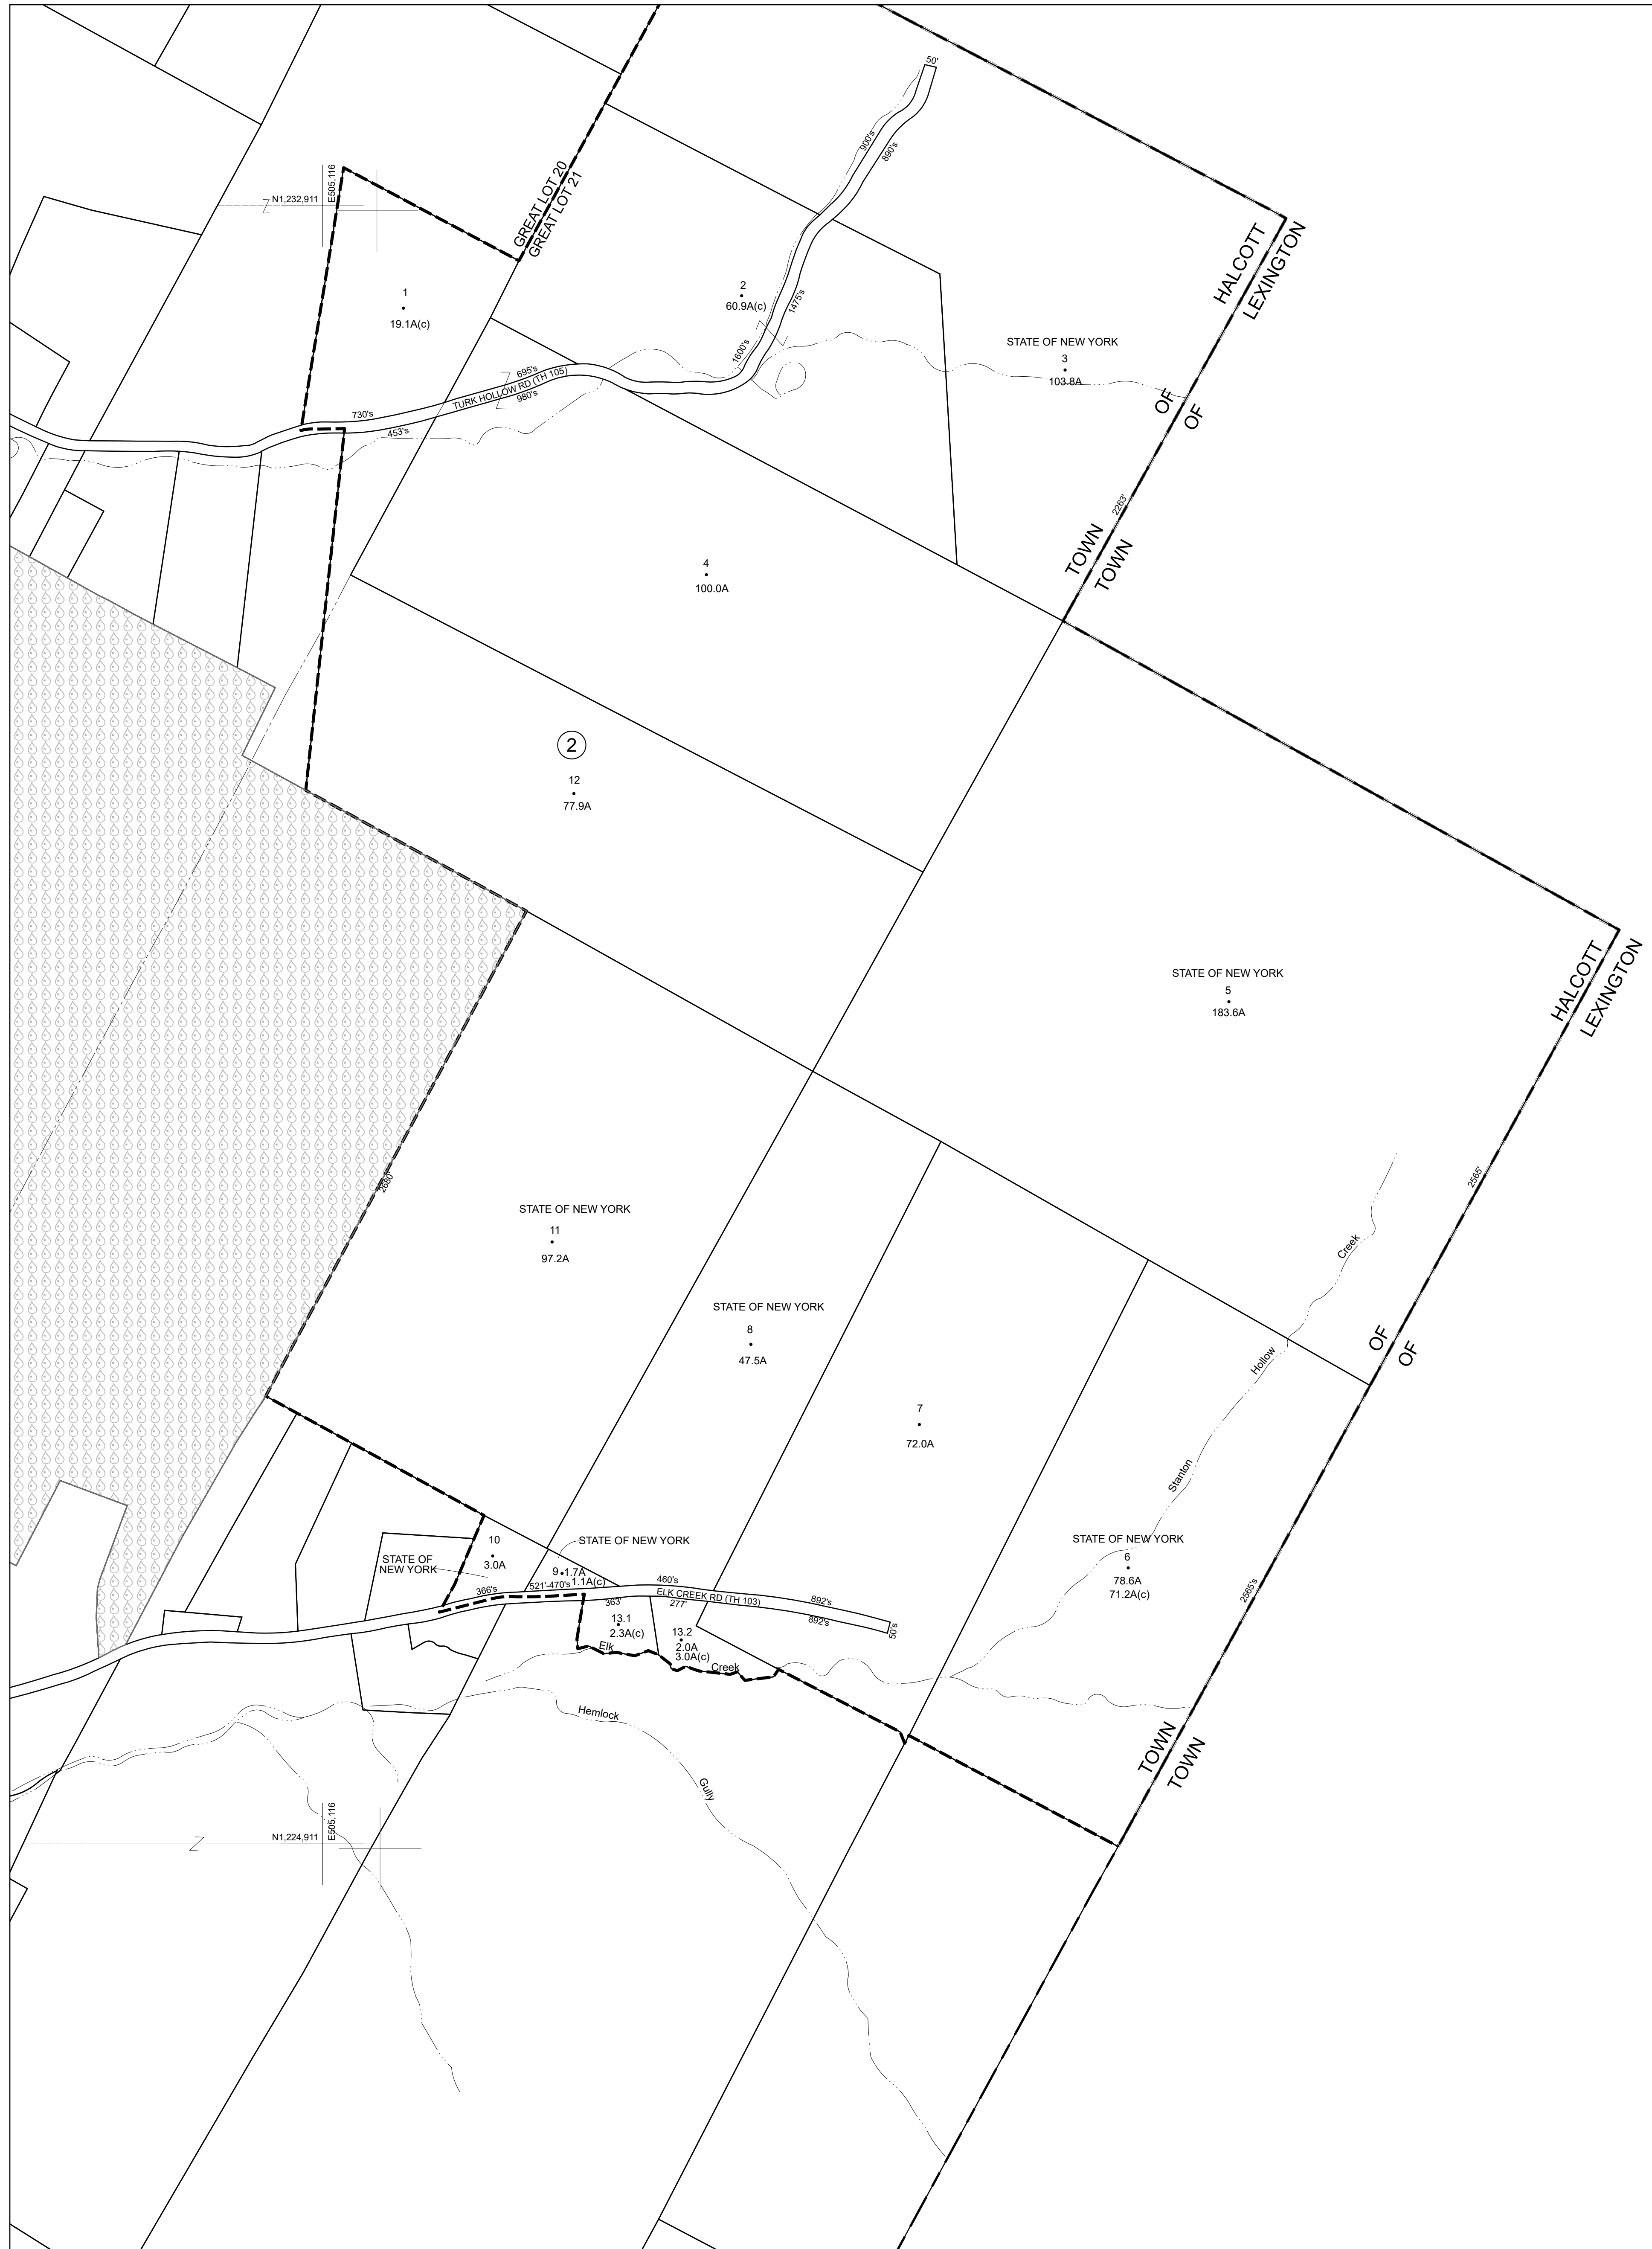 50'
900's
890's
GREAT LOT 20
GREAT LOT 21
N1,232,911
E505,116
HALCOTT
LEXINGTON
1
19.1A(c)
2
60.9A(c)
1475's
1600's
STATE OF NEW YORK
3
103.8A
695's
TURK HOLLOW RD (TH 105)
980's
730's
453's
OF
OF
2263'
TOWN
TOWN
4
100.0A
2
12
77.9A
HALCOTT
LEXINGTON
STATE OF NEW YORK
5
183.6A
2680'
2565'
STATE OF NEW YORK
11
97.2A
Creek
STATE OF NEW YORK
8
47.5A
OF
OF
Hollow
7
72.0A
Stanton
10
3.0A
STATE OF NEW YORK
STATE OF NEW YORK
6
78.6A
71.2A(c)
STATE OF
NEW YORK
9
1.7A
1.1A(c)
366's
521'-470's
460's
ELK CREEK RD (TH 103)
892's
892's
50's
2565's
363'
277'
13.1
2.3A(c)
13.2
2.0A
3.0A(c)
Elk
Creek
Hemlock
Gully
TOWN
TOWN
N1,224,911
E505,116